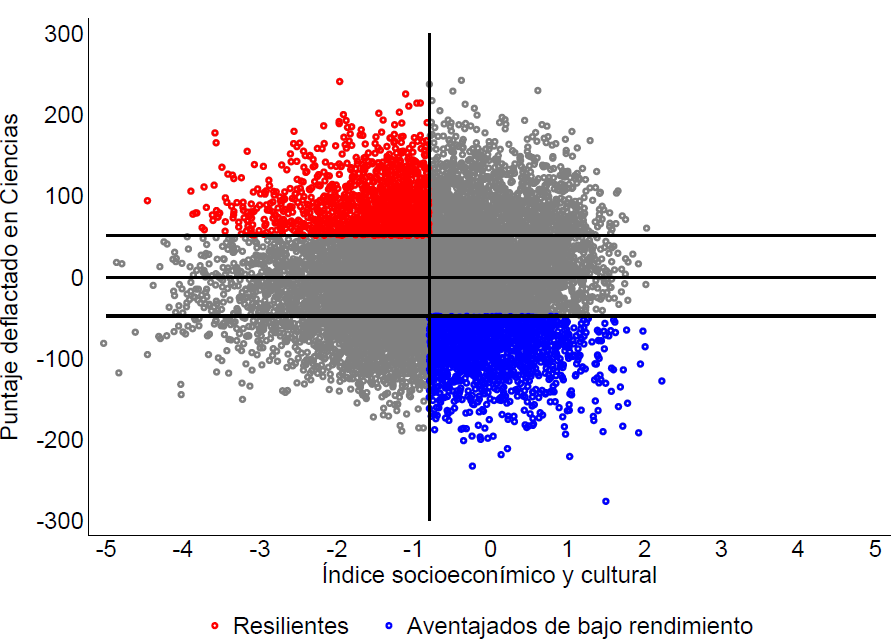 Puntaje deflactado en Ciencias
300
200
100
0
-100
-200
-300
-5 -4 -3 -2 -1 0 1 2 3 4 5
Índice socioeconímico y cultural
Resilientes Aventajados de bajo rendimiento